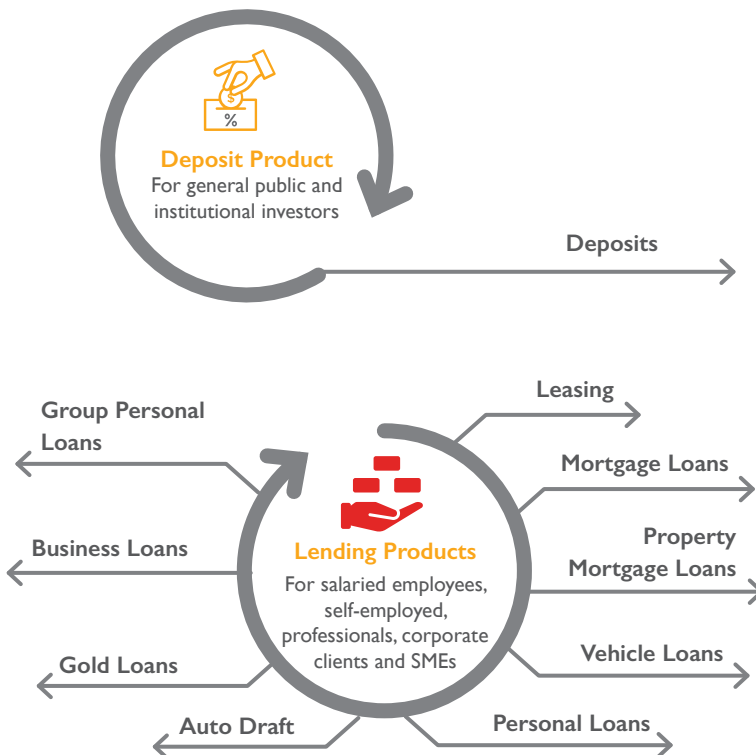 $
%
Deposit Product
For general public and
institutional investors
Deposits
Leasing
Group Personal
Loans
Mortgage Loans
Property
Mortgage Loans
Business Loans
Lending Products
For salaried employees,
self-employed,
professionals, corporate
clients and SMEs
Vehicle Loans
Gold Loans
Personal Loans
Auto Draft